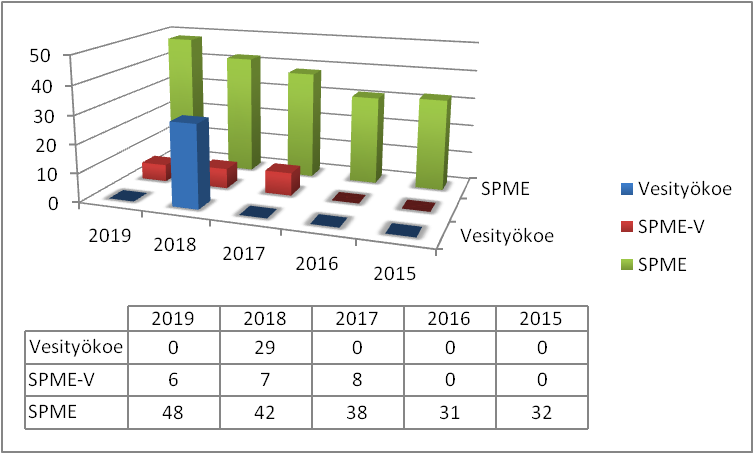 50
40
30
20
10
0
2019
2018
2017
2016
2015
SPME
Vesityökoe
Vesityökoe
SPME-V
SPME
2019 2018 2017 2016 2015
Vesityökoe 0 29 0 0 0
SPME-V 6 7 8 0 0
SPME 48 42 38 31 32